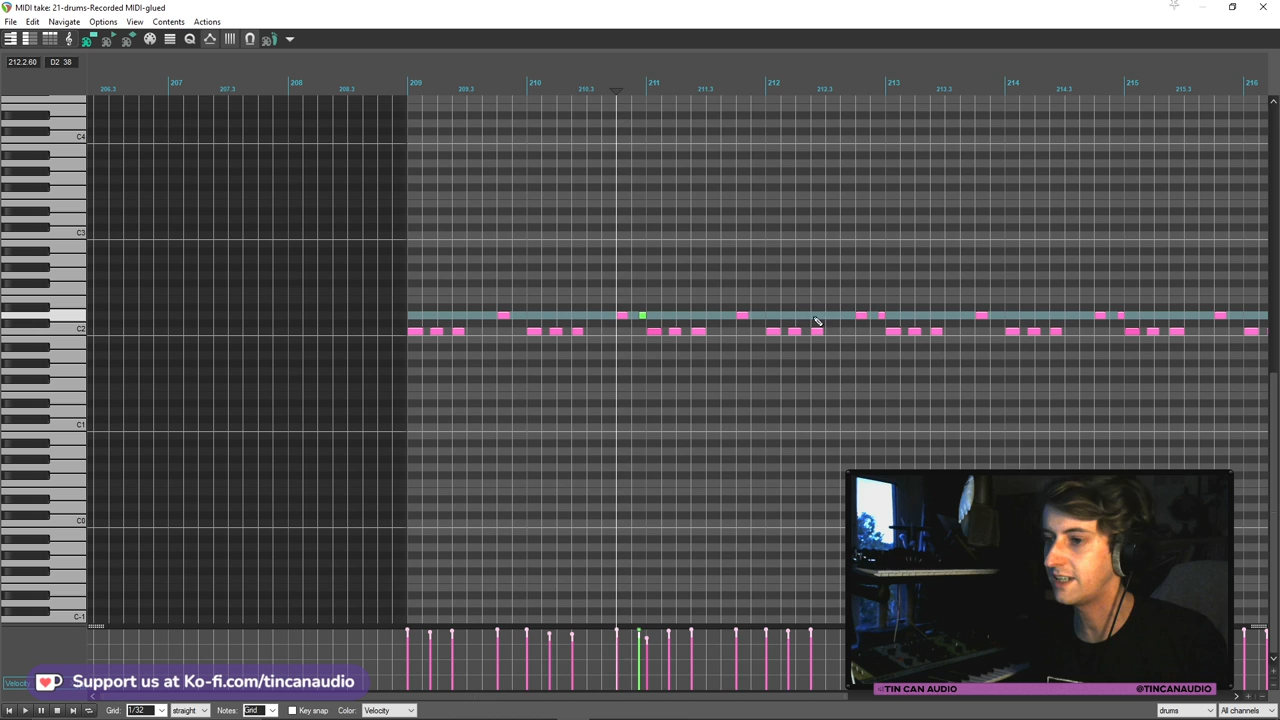 MIDI take: 21-drums-Recorded MIDI-glued
File Edit Navigate Options View Contents Actions
212.2.60 D2 38
207 208 209 210 211 212 213 214 215 216
206.3 207.3 208.3 209.3 210.3 211.3 212.3 213.3 214.3 215.3
C4
C3
C2
C1
C0
C-1
Velocity
Support us at Ko-fi.com/tincanaudio
TIN CAN AUDIO @TINCANAUDIO
Grid: 1/32 straight Notes: Grid Key snap Color: Velocity drums All channels